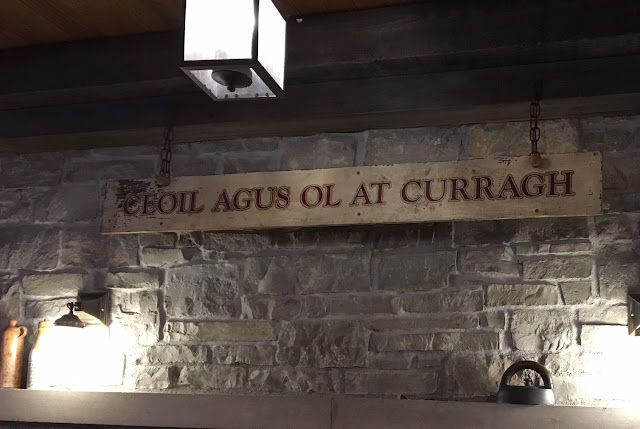 CEOIL AGUS OL AT CURRAGH